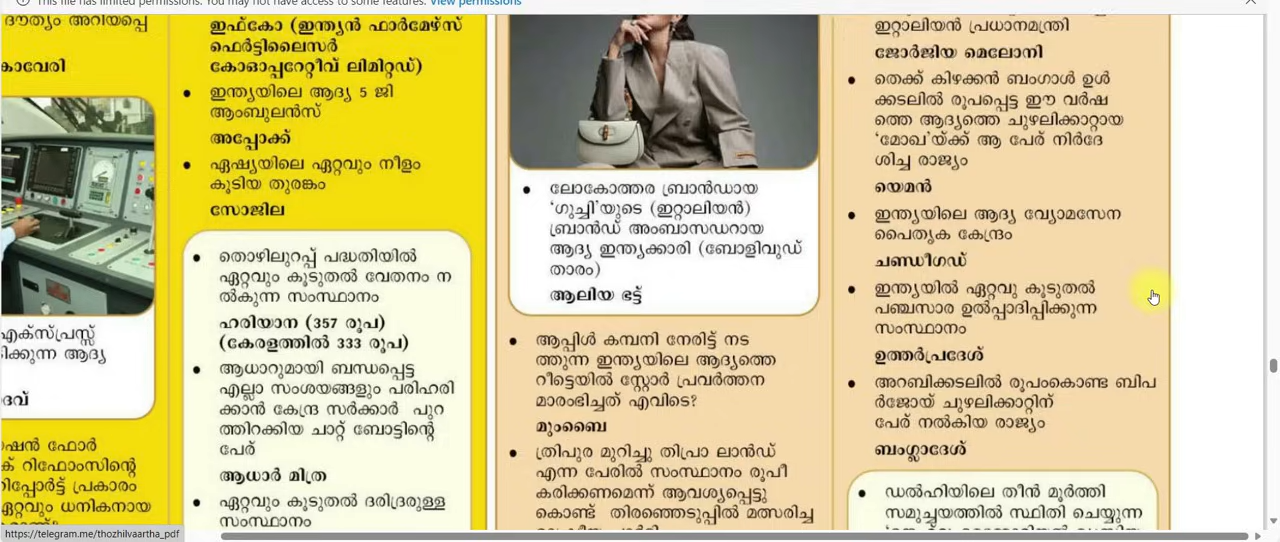 This file has limited permissions. You may not have access to some features. View permissions
ദൗത്യം അറിയപ്പെ
കാവേരി
എക്സ്പ്രസ്സ്
ക്കുന്ന ആദ്യ
ദവ്
ഷൻ ഫോർ
ക് റിഫോംസിന്റെ
റിപ്പോർട്ട് പ്രകാരം
ഏറ്റവും ധനികനായ
ഇഫ്കോ (ഇന്ത്യൻ ഫാർമേഴ്സ്
ഫെർട്ടിലൈസർ
കോഓപ്പറേറ്റീവ് ലിമിറ്റഡ്)
• ഇന്ത്യയിലെ ആദ്യ 5 ജി
ആംബുലൻസ്
അപ്പോക്ക്
• ഏഷ്യയിലെ ഏറ്റവും നീളം
കൂടിയ തുരങ്കം
സോജില
• തൊഴിലുറപ്പ് പദ്ധതിയിൽ
ഏറ്റവും കൂടുതൽ വേതനം ന
ൽകുന്ന സംസ്ഥാനം
ഹരിയാന (357 രൂപ)
(കേരളത്തിൽ 333 രൂപ)
• ആധാറുമായി ബന്ധപ്പെട്ട
എല്ലാ സംശയങ്ങളും പരിഹരി
ക്കാൻ കേന്ദ്ര സർക്കാർ പുറ
ത്തിറക്കിയ ചാറ്റ് ബോട്ടിന്റെ
പേര്
ആധാർ മിത്ര
• ഏറ്റവും കൂടുതൽ ദരിദ്രരുള്ള
സംസ്ഥാനം
• ലോകോത്തര ബ്രാൻഡായ
'ഗുച്ചി'യുടെ (ഇറ്റാലിയൻ)
ബ്രാൻഡ് അംബാസഡറായ
ആദ്യ ഇന്ത്യക്കാരി (ബോളിവുഡ്
താരം)
ആലിയ ഭട്ട്
• ആപ്പിൾ കമ്പനി നേരിട്ട് നട
ത്തുന്ന ഇന്ത്യയിലെ ആദ്യത്തെ
റീട്ടെയിൽ സ്റ്റോർ പ്രവർത്തന
മാരംഭിച്ചത് എവിടെ?
മുംബൈ
• ത്രിപുര മുറിച്ചു തിപ്രാ ലാൻഡ്
എന്ന പേരിൽ സംസ്ഥാനം രൂപീ
കരിക്കണമെന്ന് ആവശ്യപ്പെട്ടു
കൊണ്ട് തിരഞ്ഞെടുപ്പിൽ മത്സരിച്ച
ഇറ്റാലിയൻ പ്രധാനമന്ത്രി
ജോർജിയ മെലോനി
• തെക്ക് കിഴക്കൻ ബംഗാൾ ഉൾ
ക്കടലിൽ രൂപപ്പെട്ട ഈ വർഷ
ത്തെ ആദ്യത്തെ ചുഴലിക്കാറ്റായ
'മോഖ'യ്ക്ക് ആ പേര് നിർദേ
ശിച്ച രാജ്യം
യെമൻ
• ഇന്ത്യയിലെ ആദ്യ വ്യോമസേന
പൈതൃക കേന്ദ്രം
ചണ്ഡീഗഡ്
• ഇന്ത്യയിൽ ഏറ്റവു കൂടുതൽ
പഞ്ചസാര ഉൽപ്പാദിപ്പിക്കുന്ന
സംസ്ഥാനം
ഉത്തർപ്രദേശ്
• അറബിക്കടലിൽ രൂപംകൊണ്ട ബിപ
ർജോയ് ചുഴലിക്കാറ്റിന്
പേര് നൽകിയ രാജ്യം
ബംഗ്ലാദേശ്
• ഡൽഹിയിലെ തീൻ മൂർത്തി
സമുച്ചയത്തിൽ സ്ഥിതി ചെയ്യുന്ന
https://telegram.me/thozhilvaartha_pdf